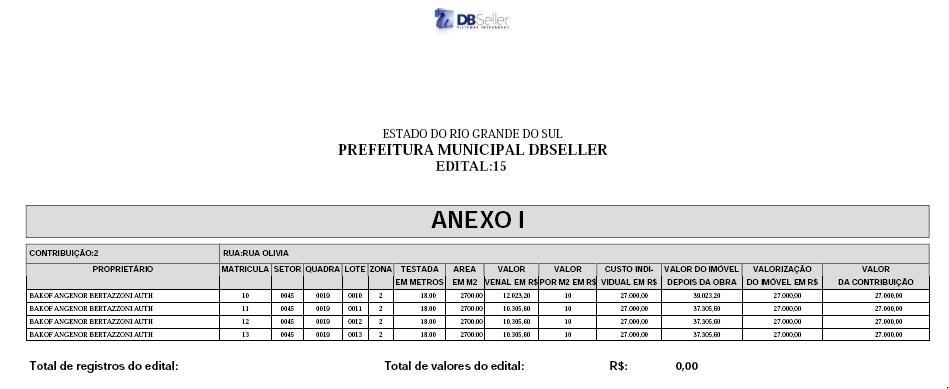 DBSeller
SISTEMAS INTEGRADOS
ESTADO DO RIO GRANDE DO SUL
PREFEITURA MUNICIPAL DBSELLER
EDITAL:15
ANEXO I
CONTRIBUIÇÃO:2 RUA:RUA OLIVIA
PROPRIETÁRIO MATRICULA SETOR QUADRA LOTE ZONA TESTADA AREA VALOR VALOR CUSTO INDI- VALOR DO IMÓVEL VALORIZAÇÃO VALOR
EM METROS EM M2 VENAL EM R$ POR M2 EM R$ VIDUAL EM R$ DEPOIS DA OBRA DO IMÓVEL EM R$ DA CONTRIBUIÇÃO
BAKOF ANGENOR BERTAZZONI AUTH 10 0045 0019 0010 2 18.00 2700.00 12.023,20 10 27.000,00 39.023,20 27.000,00 27.000,00
BAKOF ANGENOR BERTAZZONI AUTH 11 0045 0019 0011 2 18.00 2700.00 10.305,60 10 27.000,00 37.305,60 27.000,00 27.000,00
BAKOF ANGENOR BERTAZZONI AUTH 12 0045 0019 0012 2 18.00 2700.00 10.305,60 10 27.000,00 37.305,60 27.000,00 27.000,00
BAKOF ANGENOR BERTAZZONI AUTH 13 0045 0019 0013 2 18.00 2700.00 10.305,60 10 27.000,00 37.305,60 27.000,00 27.000,00
Total de registros do edital: Total de valores do edital: R$: 0,00